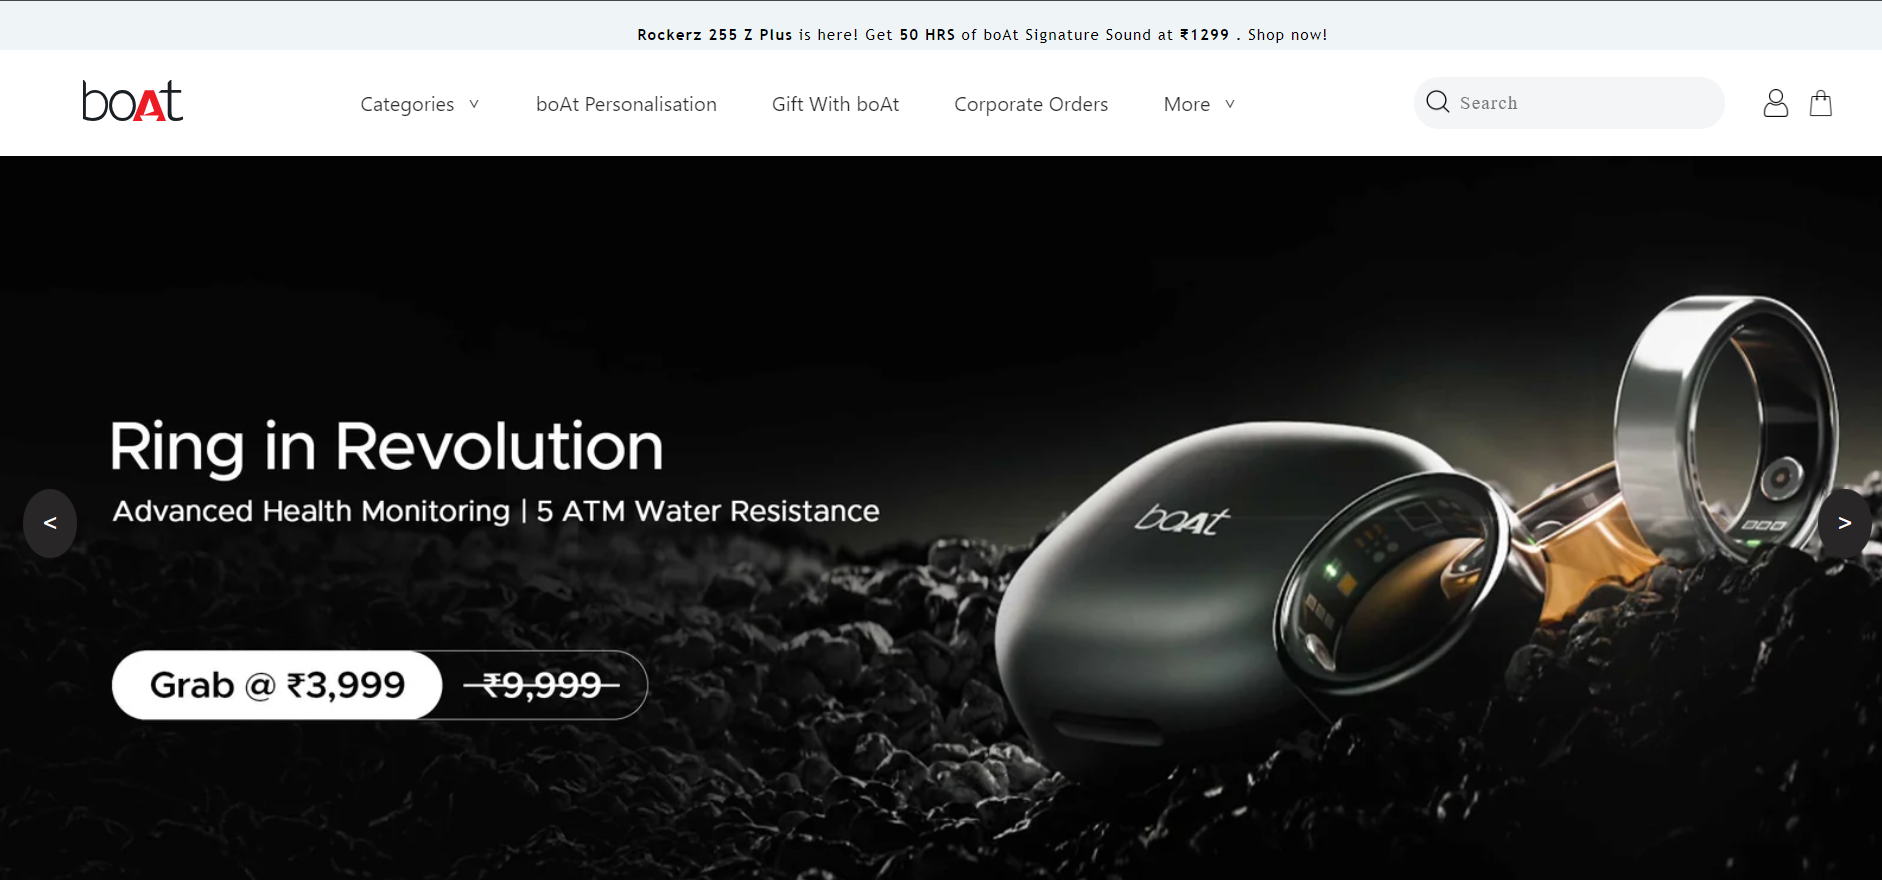 Rockerz 255 Z Plus is here! Get 50 HRS of boAt Signature Sound at ₹1299 . Shop now!
boAt
Categories
boAt Personalisation
Gift With boAt
Corporate Orders
More
Search
Ring in Revolution
Advanced Health Monitoring | 5 ATM Water Resistance
<
>
boAt
Grab @ ₹3,999 ₹9,999